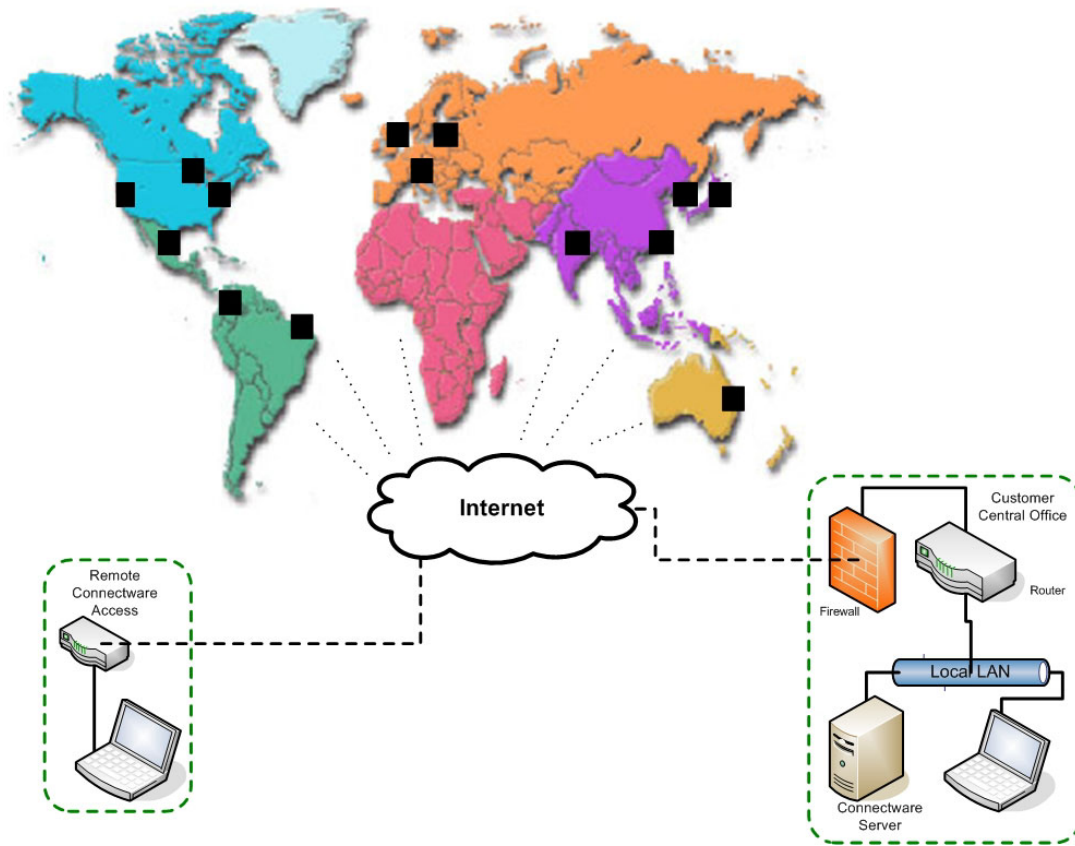 Internet
Customer
Central Office
Firewall
Router
Remote
Connectware
Access
Local LAN
Connectware
Server